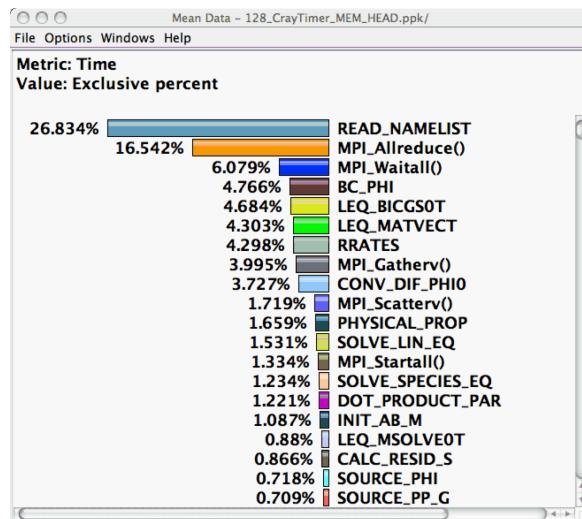 Mean Data – 128_CrayTimer_MEM_HEAD.ppk/
File Options Windows Help
Metric: Time
Value: Exclusive percent
26.834% READ_NAMELIST
16.542% MPI_Allreduce()
6.079% MPI_Waitall()
4.766% BC_PHI
4.684% LEQ_BICGS0T
4.303% LEQ_MATVECT
4.298% RRATES
3.995% MPI_Gatherv()
3.727% CONV_DIF_PHI0
1.719% MPI_Scatterv()
1.659% PHYSICAL_PROP
1.531% SOLVE_LIN_EQ
1.334% MPI_Startall()
1.234% SOLVE_SPECIES_EQ
1.221% DOT_PRODUCT_PAR
1.087% INIT_AB_M
0.88% LEQ_MSOLVE0T
0.866% CALC_RESID_S
0.718% SOURCE_PHI
0.709% SOURCE_PP_G